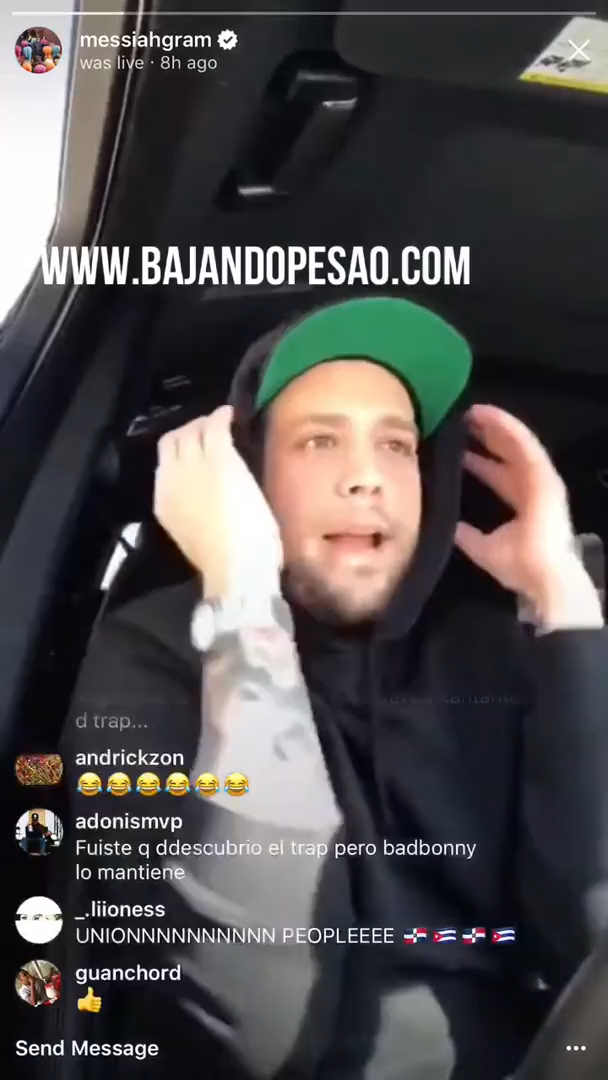 messiahgram
was live · 8h ago
WWW.BAJANDOPESAO.COM
d trap...
andrickzon
😂😂😂😂😂😂
adonismvp
Fuiste q ddescubrio el trap pero badbonny
lo mantiene
_.liioness
UNIONNNNNNNNNN PEOPLEEEE 🇩🇴🇨🇺🇩🇴🇨🇺
guanchord
👍
Send Message